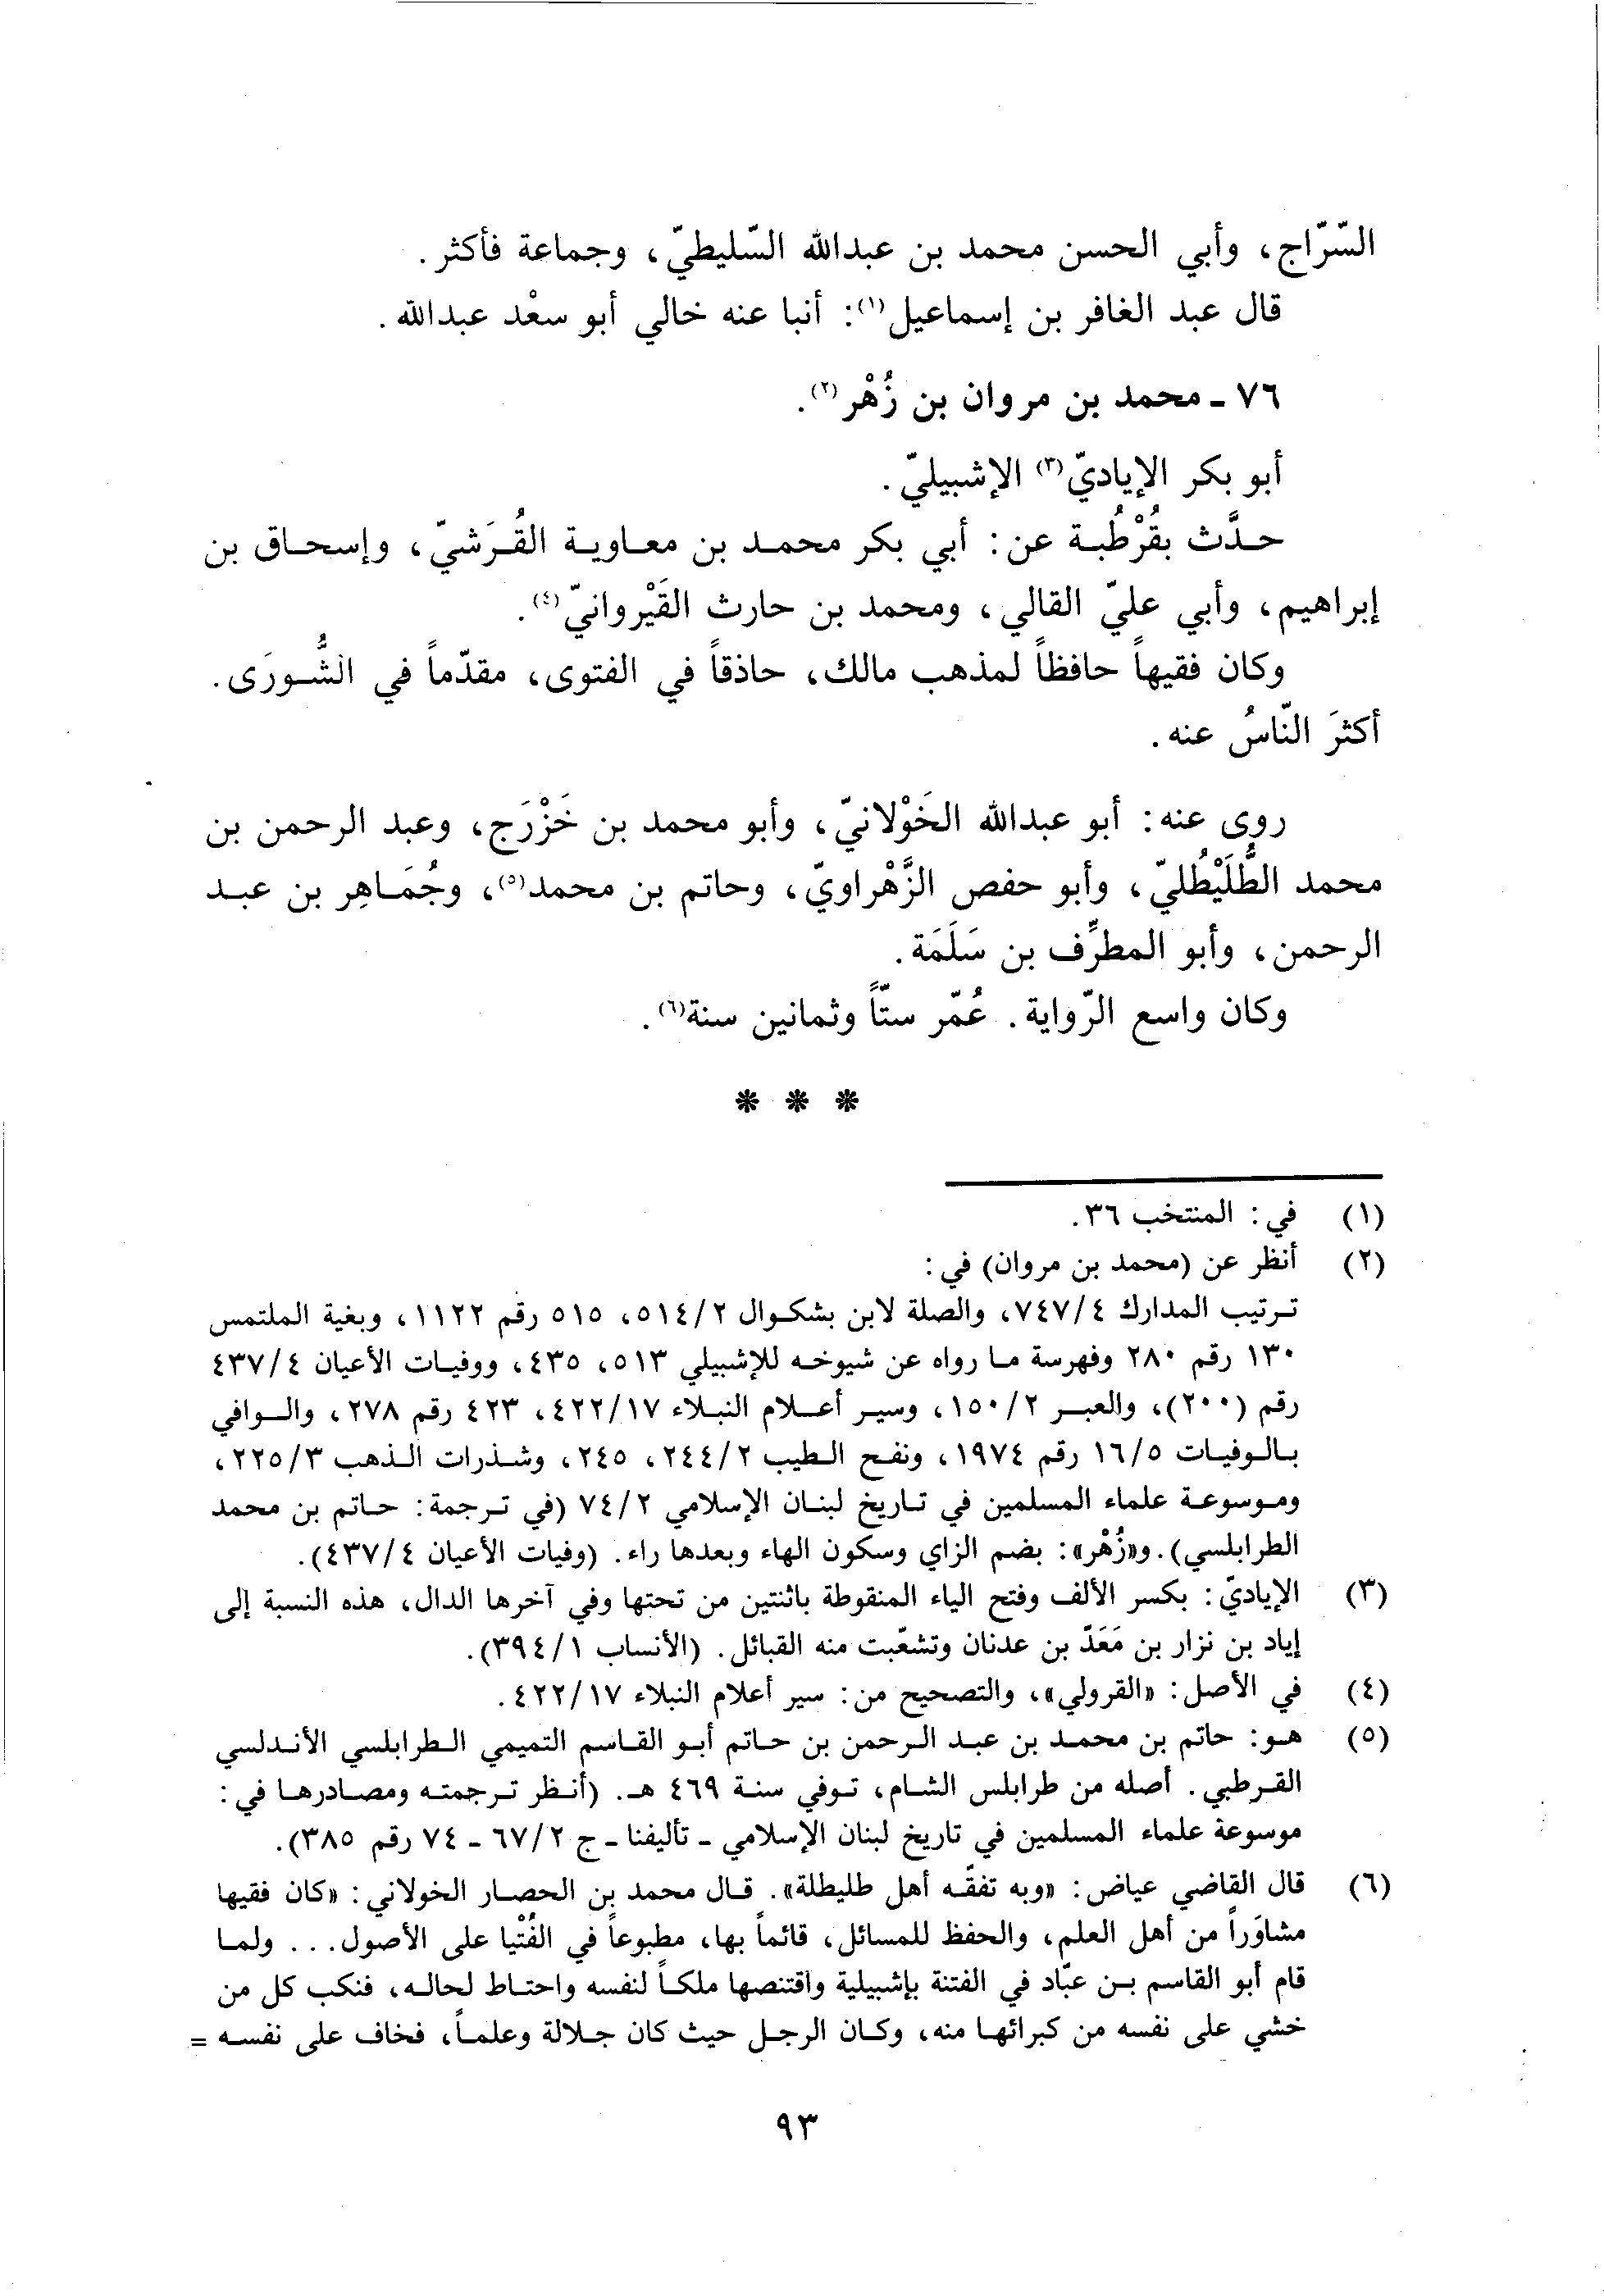 السّرّاج، وأبي الحسن محمد بن عبدالله السّليطيّ، وجماعة فأكثر.
قال عبد الغافر بن إسماعيل(١): أنبا عنه خالي أبو سعْد عبدالله.
٧٦ ـ محمد بن مروان بن زُهْر(٢).
أبو بكر الإياديّ(٣) الإشبيليّ.
حدَّث بقُرْطُبة عن: أبي بكر محمد بن معاوية القُرَشيّ، وإسحاق بن
إبراهيم، وأبي عليّ القالي، ومحمد بن حارث القَيْروانيّ(٤).
وكان فقيهاً حافظاً لمذهب مالك، حاذقاً في الفتوى، مقدّماً في الشُّورَى.
أكثرَ النّاسُ عنه.
روى عنه: أبو عبدالله الخَوْلانيّ، وأبو محمد بن خَزْرَج، وعبد الرحمن بن
محمد الطُّلَيْطُليّ، وأبو حفص الزَّهْراويّ، وحاتم بن محمد(٥)، وجُمَاهِر بن عبد
الرحمن، وأبو المطرِّف بن سَلَمَة.
وكان واسع الرّواية. عُمّر ستّاً وثمانين سنة(٦).
* * *
(١) في: المنتخب ٣٦.
(٢) أنظر عن (محمد بن مروان) في:
ترتيب المدارك ٧٤٧/٤، والصلة لابن بشكوال ٥١٤/٢، ٥١٥ رقم ١١٢٢، وبغية الملتمس
١٣٠ رقم ٢٨٠ وفهرسة ما رواه عن شيوخه للإشبيلي ٥١٣، ٤٣٥، ووفيات الأعيان ٤٣٧/٤
رقم (٢٠٠)، والعبر ١٥٠/٢، وسير أعلام النبلاء ٤٢٢/١٧، ٤٢٣ رقم ٢٧٨، والوافي
بالوفيات ١٦/٥ رقم ١٩٧٤، ونفح الطيب ٢٤٤/٢، ٢٤٥، وشذرات الذهب ٢٢٥/٣،
وموسوعة علماء المسلمين في تاريخ لبنان الإسلامي ٧٤/٢ (في ترجمة: حاتم بن محمد
الطرابلسي). و«زُهْر»: بضم الزاي وسكون الهاء وبعدها راء. (وفيات الأعيان ٤٣٧/٤).
(٣) الإياديّ: بكسر الألف وفتح الياء المنقوطة باثنتين من تحتها وفي آخرها الدال، هذه النسبة إلى
إياد بن نزار بن مَعَدّ بن عدنان وتشعّبت منه القبائل. (الأنساب ٣٩٤/١).
(٤) في الأصل: «القرولي»، والتصحيح من: سير أعلام النبلاء ٤٢٢/١٧.
(٥) هو: حاتم بن محمد بن عبد الرحمن بن حاتم أبو القاسم التميمي الطرابلسي الأندلسي
القرطبي. أصله من طرابلس الشام، توفي سنة ٤٦٩ هـ. (أنظر ترجمته ومصادرها في:
موسوعة علماء المسلمين في تاريخ لبنان الإسلامي ـ تأليفنا ـ ج ٦٧/٢ ـ ٧٤ رقم ٣٨٥).
(٦) قال القاضي عياض: «وبه تفقّه أهل طليطلة». قال محمد بن الحصار الخولاني: «كان فقيها
مشاوَراً من أهل العلم، والحفظ للمسائل، قائماً بها، مطبوعاً في الفُتْيا على الأصول... ولما
قام أبو القاسم بن عبّاد في الفتنة بإشبيلية واقتنصها ملكاً لنفسه واحتاط لحاله، فنكب كل من
خشي على نفسه من كبرائها منه، وكان الرجل حيث كان جلالة وعلماً، فخاف على نفسه =
٩٣